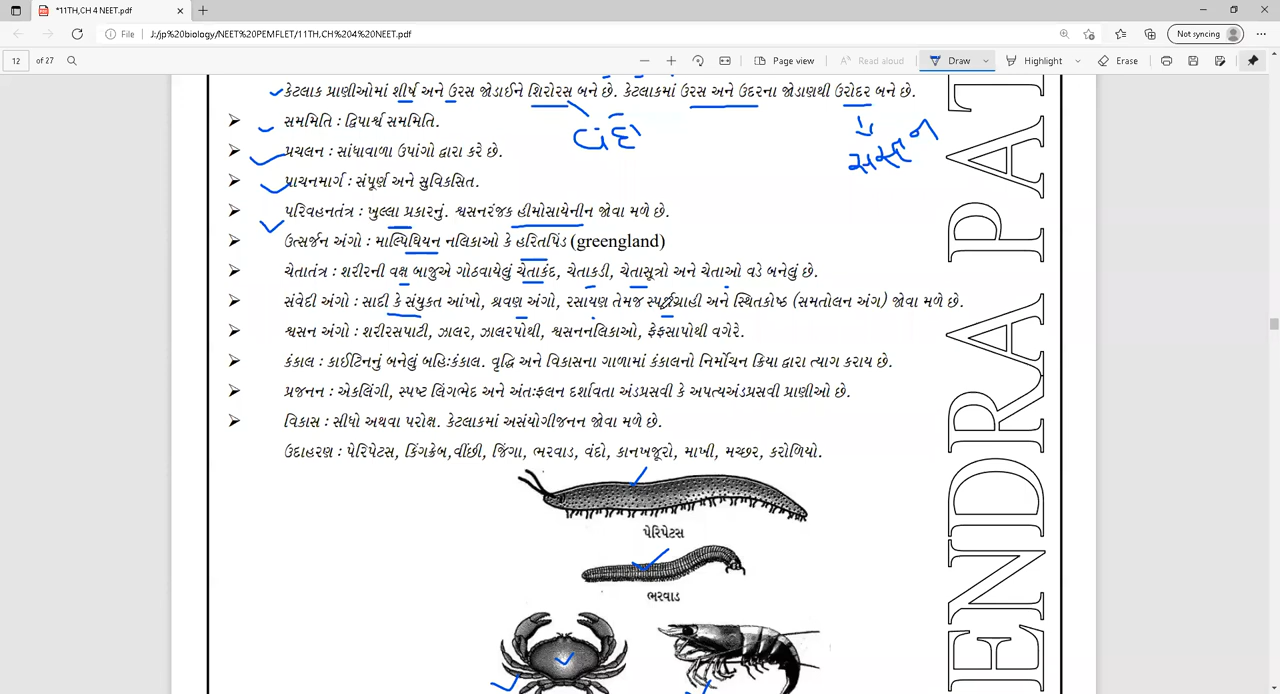 *11TH,CH 4 NEET.pdf
File J:/jp%20biology/NEET%20PEMFLET/11TH,CH%204%20NEET.pdf
Not syncing
12 of 27
Page view
Read aloud
Draw
Highlight
Erase
કેટલાક પ્રાણીઓમાં શીર્ષ અને ઉરસ જોડાઈને શિરોરસ બને છે. કેટલાકમાં ઉરસ અને ઉદરના જોડાણથી ઉરોદર બને છે.
➤ સમમિતિ : દ્વિપાર્શ્વ સમમિતિ.
વંદો
➤ પ્રચલન : સાંધાવાળા ઉપાંગો દ્વારા કરે છે.
➤ પાચનમાર્ગ : સંપૂર્ણ અને સુવિકસિત.
➤ પરિવહનતંત્ર : ખુલ્લા પ્રકારનું. શ્વસનરંજક હીમોસાયેનીન જોવા મળે છે.
➤ ઉત્સર્જન અંગો : માલ્પિઘિયન નલિકાઓ કે હરિતપિંડ (greengland)
➤ ચેતાતંત્ર : શરીરની વક્ષ બાજુએ ગોઠવાયેલું ચેતાકંદ, ચેતાકડી, ચેતાસૂત્રો અને ચેતાઓ વડે બનેલું છે.
➤ સંવેદી અંગો : સાદી કે સંયુકત આંખો, શ્રવણ અંગો, રસાયણ તેમજ સ્પર્જ્ઞગ્રાહી અને સ્થિતકોષ્ઠ (સમતોલન અંગ) જોવા મળે છે.
➤ શ્વસન અંગો : શરીરસપાટી, ઝાલર, ઝાલરપોથી, શ્વસનનલિકાઓ, ફેફસાપોથી વગેરે.
➤ કંકાલ : કાઈટિનનું બનેલું બહિઃકંકાલ. વૃદ્ધિ અને વિકાસના ગાળામાં કંકાલનો નિર્મોચન ક્રિયા દ્વારા ત્યાગ કરાય છે.
➤ પ્રજનન : એકલિંગી, સ્પષ્ટ લિંગભેદ અને અંતઃફલન દર્શાવતા અંડપ્રસવી કે અપત્યઅંડપ્રસવી પ્રાણીઓ છે.
➤ વિકાસ : સીધો અથવા પરોક્ષ. કેટલાકમાં અસંયોગીજનન જોવા મળે છે.
ઉદાહરણ : પેરિપેટસ, કિંગક્રેબ,વીંછી, જિંગા, ભરવાડ, વંદો, કાનખજૂરો, માખી, મચ્છર, કરોળિયો.
પેરિપેટસ
ભરવાડ
ENDRA PAT